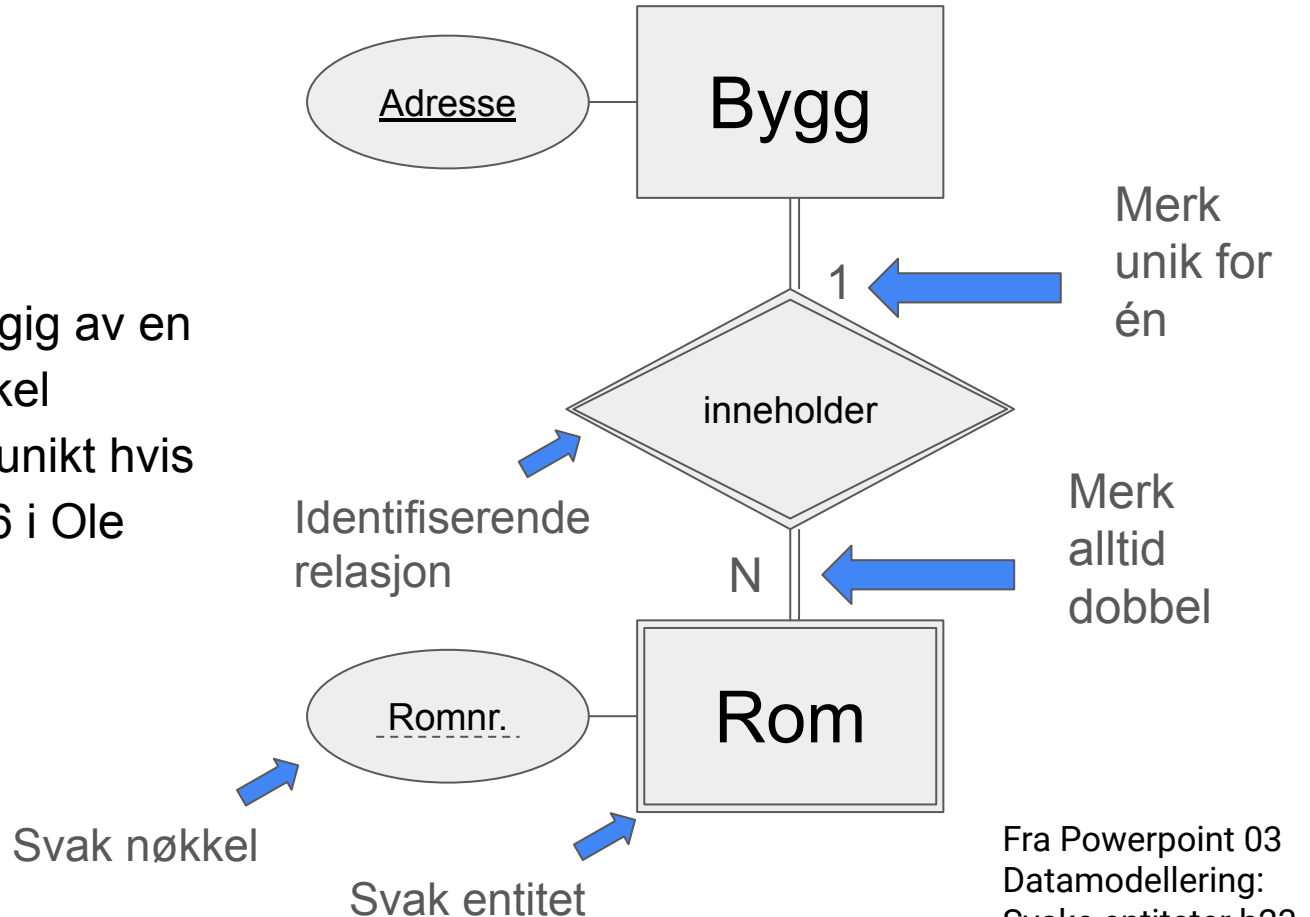 Adresse
Bygg
Merk
unik for
én
1
gig av en
kel
unikt hvis
6 i Ole
inneholder
Identifiserende
relasjon
Merk
alltid
dobbel
N
Romnr.
Rom
Svak nøkkel
Svak entitet
Fra Powerpoint 03
Datamodellering: